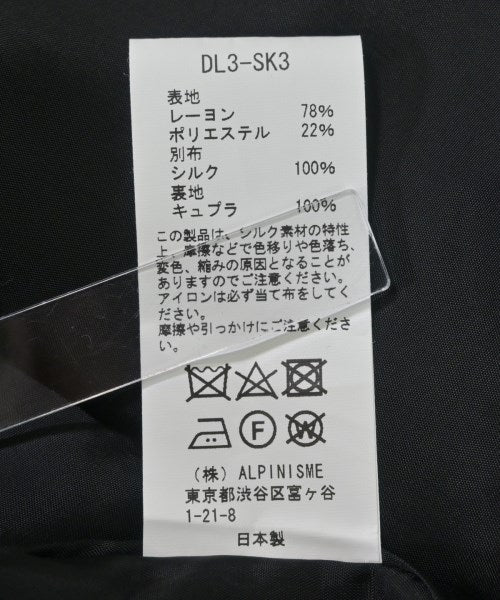 DL3-SK3
表地
レーヨン 78%
ポリエステル 22%
別布
シルク 100%
裏地
キュプラ 100%
この製品は、シルク素材の特性
上、摩擦などで色移りや色落ち、
変色、縮みの原因となることが
ありますのでご注意ください。
アイロンは必ず当て布をしてく
ださい。
摩擦や引っかけにご注意くださ
い。
F W
(株) ALPINISME
東京都渋谷区富ヶ谷
1-21-8
日本製